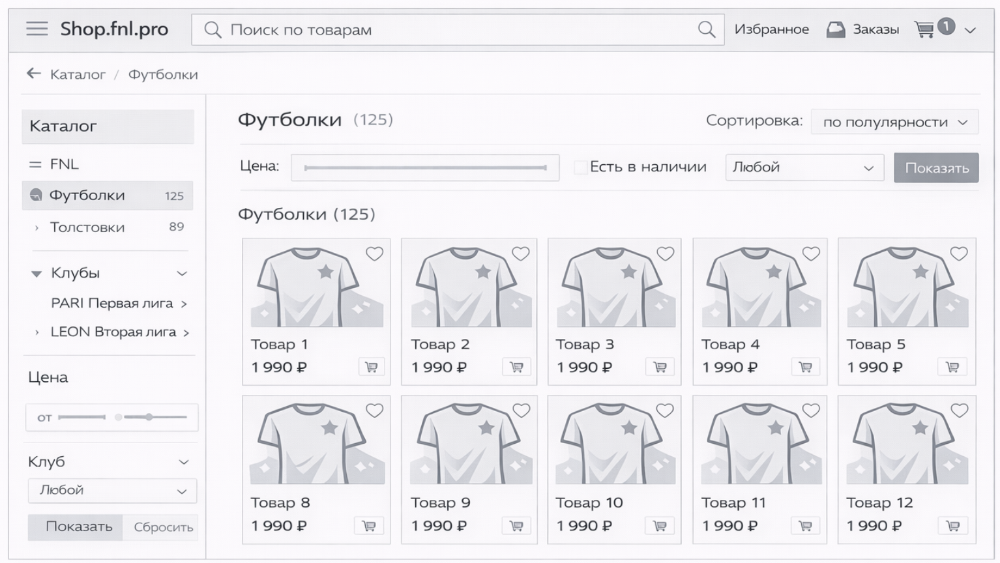 Shop.fnl.pro
Поиск по товарам
Избранное
Заказы
1
Каталог / Футболки
Каталог
FNL
Футболки 125
Толстовки 89
Клубы
PARI Первая лига >
› LEON Вторая лига >
Цена
от
Клуб
Любой
Показать Сбросить
Футболки (125)
Сортировка: по полулярности
Цена:
Есть в наличии
Любой
Показять
Футболки (125)
Товар 1
1 990 ₽
Товар 2
1 990 ₽
Товар 3
1 990 ₽
Товар 4
1 990 ₽
Товар 5
1 990 ₽
Товар 8
1 990 ₽
Товар 9
1 990 ₽
Товар 10
1 990 ₽
Товар 11
1 990 ₽
Товар 12
1 990 ₽